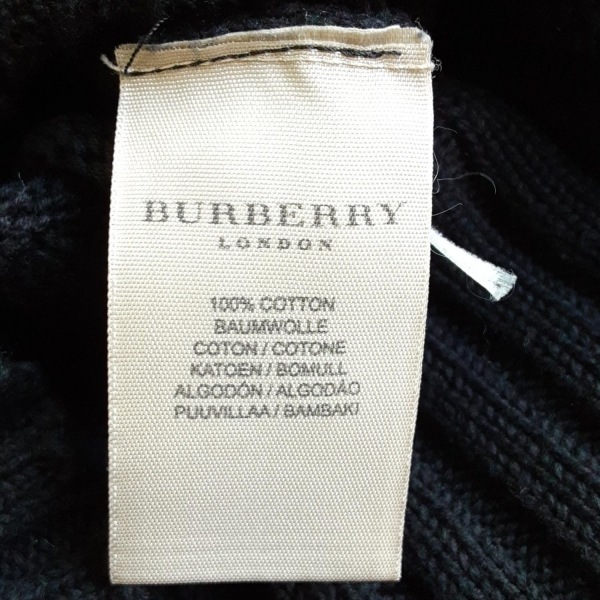 BURBERRY
LONDON
100% COTTON
BAUMWOLLE
COTON / COTONE
KATOEN / BOMULL
ALGODÓN / ALGODÃO
PUUVILLAA / BAMBAKI